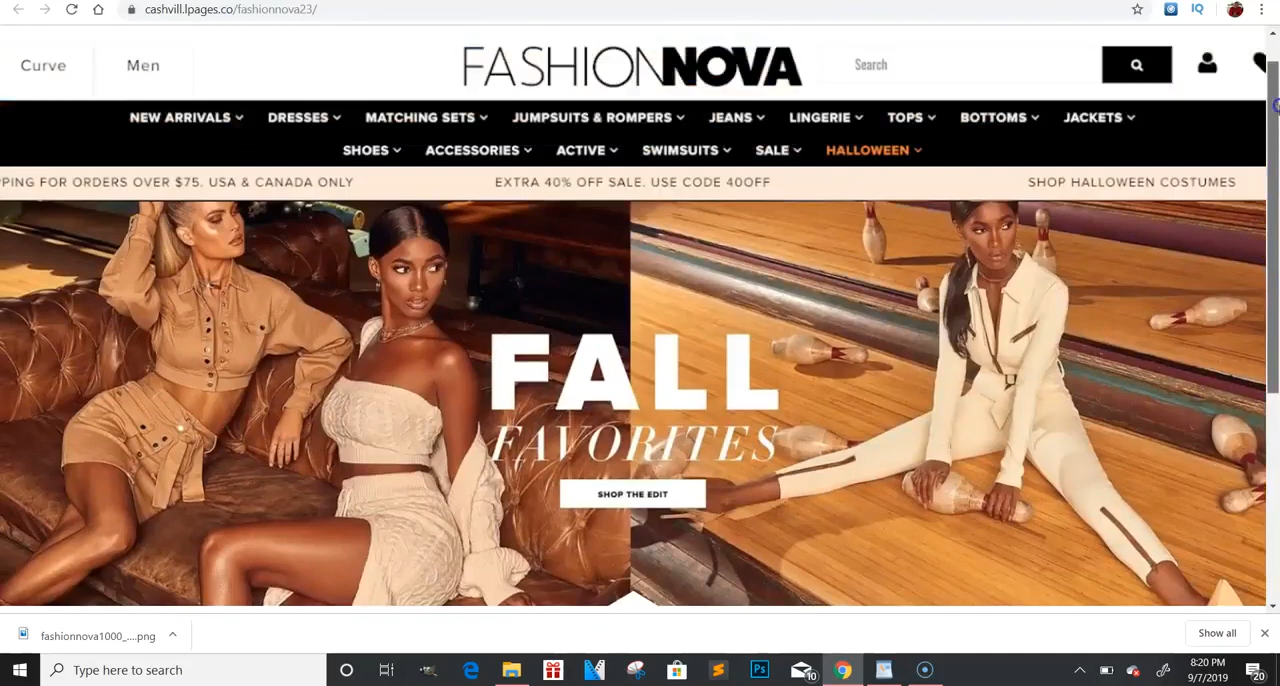 cashvill.lpages.co/fashionnova23/
IQ
Curve
Men
FASHIONNOVA
Search
NEW ARRIVALS
DRESSES
MATCHING SETS
JUMPSUITS & ROMPERS
JEANS
LINGERIE
TOPS
BOTTOMS
JACKETS
SHOES
ACCESSORIES
ACTIVE
SWIMSUITS
SALE
HALLOWEEN
PING FOR ORDERS OVER $75. USA & CANADA ONLY
EXTRA 40% OFF SALE. USE CODE 40OFF
SHOP HALLOWEEN COSTUMES
FALL
FAVORITES
SHOP THE EDIT
fashionnova1000_....png
Show all
Type here to search
Ps
10
8:20 PM
9/7/2019
20